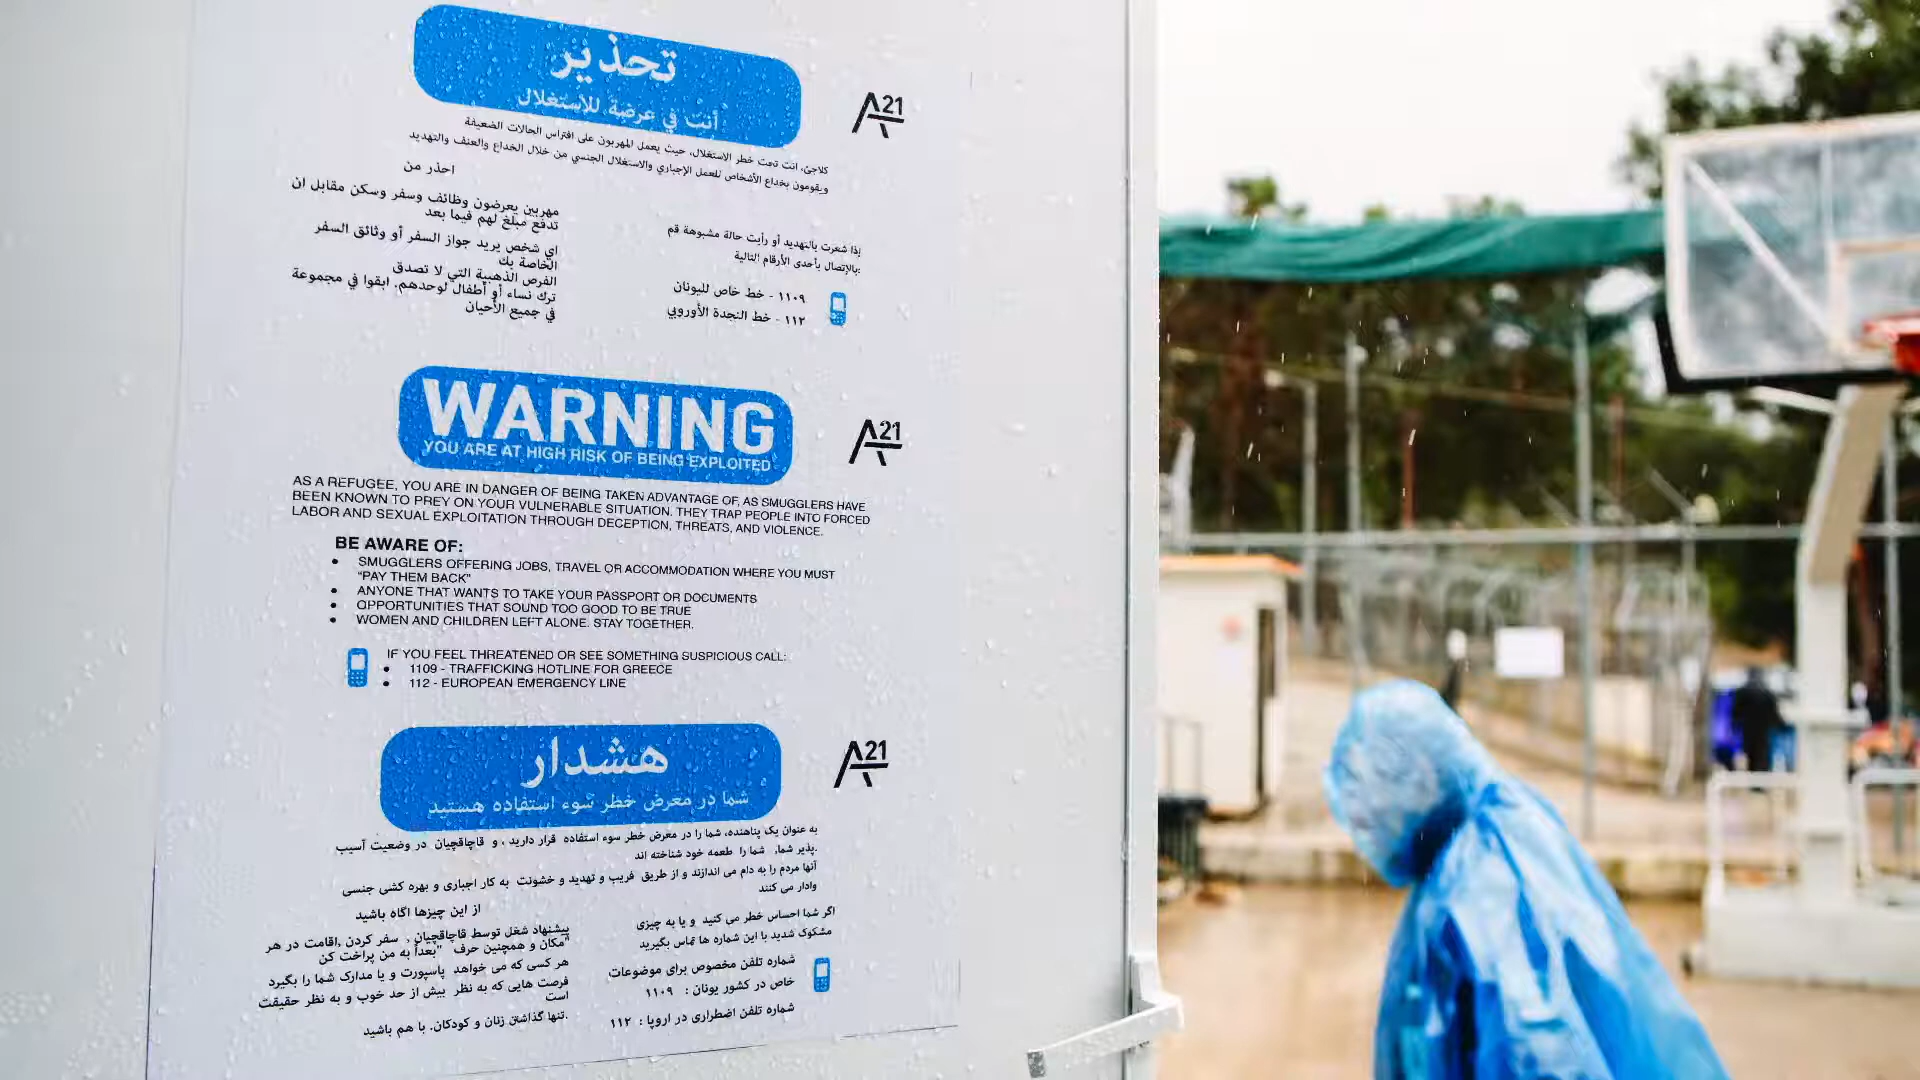 تحذير
أنت في عرضة للاستغلال
A21
كلاجئ، انت تحت خطر الاستغلال، حيث يعمل المهربون على افتراس الحالات الضعيفة
ويقومون بخداع الأشخاص للعمل الإجباري والاستغلال الجنسي من خلال الخداع والعنف والتهديد
احذر من
مهربين يعرضون وظائف وسفر وسكن مقابل ان
تدفع مبلغ لهم فيما بعد
اي شخص يريد جواز السفر أو وثائق السفر
الخاصة بك
الفرص الذهبية التي لا تصدق
ترك نساء أو أطفال لوحدهم. ابقوا في مجموعة
في جميع الأحيان
إذا شعرت بالتهديد أو رأيت حالة مشبوهة قم
بالإتصال بأحدى الأرقام التالية:
١١٠٩ - خط خاص لليونان
١١٢ - خط النجدة الأوروبي
WARNING
YOU ARE AT HIGH RISK OF BEING EXPLOITED
A21
AS A REFUGEE, YOU ARE IN DANGER OF BEING TAKEN ADVANTAGE OF, AS SMUGGLERS HAVE
BEEN KNOWN TO PREY ON YOUR VULNERABLE SITUATION. THEY TRAP PEOPLE INTO FORCED
LABOR AND SEXUAL EXPLOITATION THROUGH DECEPTION, THREATS, AND VIOLENCE.
BE AWARE OF:
• SMUGGLERS OFFERING JOBS, TRAVEL OR ACCOMMODATION WHERE YOU MUST
"PAY THEM BACK"
• ANYONE THAT WANTS TO TAKE YOUR PASSPORT OR DOCUMENTS
• OPPORTUNITIES THAT SOUND TOO GOOD TO BE TRUE
• WOMEN AND CHILDREN LEFT ALONE. STAY TOGETHER.
IF YOU FEEL THREATENED OR SEE SOMETHING SUSPICIOUS CALL:
• 1109 - TRAFFICKING HOTLINE FOR GREECE
• 112 - EUROPEAN EMERGENCY LINE
هشدار
شما در معرض خطر سوء استفاده هستید
A21
به عنوان یک پناهنده، شما را در معرض خطر سوء استفاده قرار دارید ، و قاچاقچیان در وضعیت آسیب
پذیر شما، شما را طعمه خود شناخته اند.
آنها مردم را به دام می اندازند و از طریق فریب و تهدید و خشونت به کار اجباری و بهره کشی جنسی
وادار می کنند
از این چیزها اگاه باشید
پیشنهاد شغل توسط قاچاقچیان , سفر کردن ,اقامت در هر
مکان و همچنین حرف "بعداً به من پراخت کن"
هر کسی که می خواهد پاسپورت و یا مدارک شما را بگیرد
فرصت هایی که به نظر بیش از حد خوب و به نظر حقیقت
است
تنها گذاشتن زنان و کودکان. با هم باشید.
اگر شما احساس خطر می کنید و یا به چیزی
مشکوک شدید با این شماره ها تماس بگیرید
شماره تلفن مخصوص برای موضوعات
خاص در کشور یونان : ١١٠٩
شماره تلفن اضطراری در اروپا : ١١٢